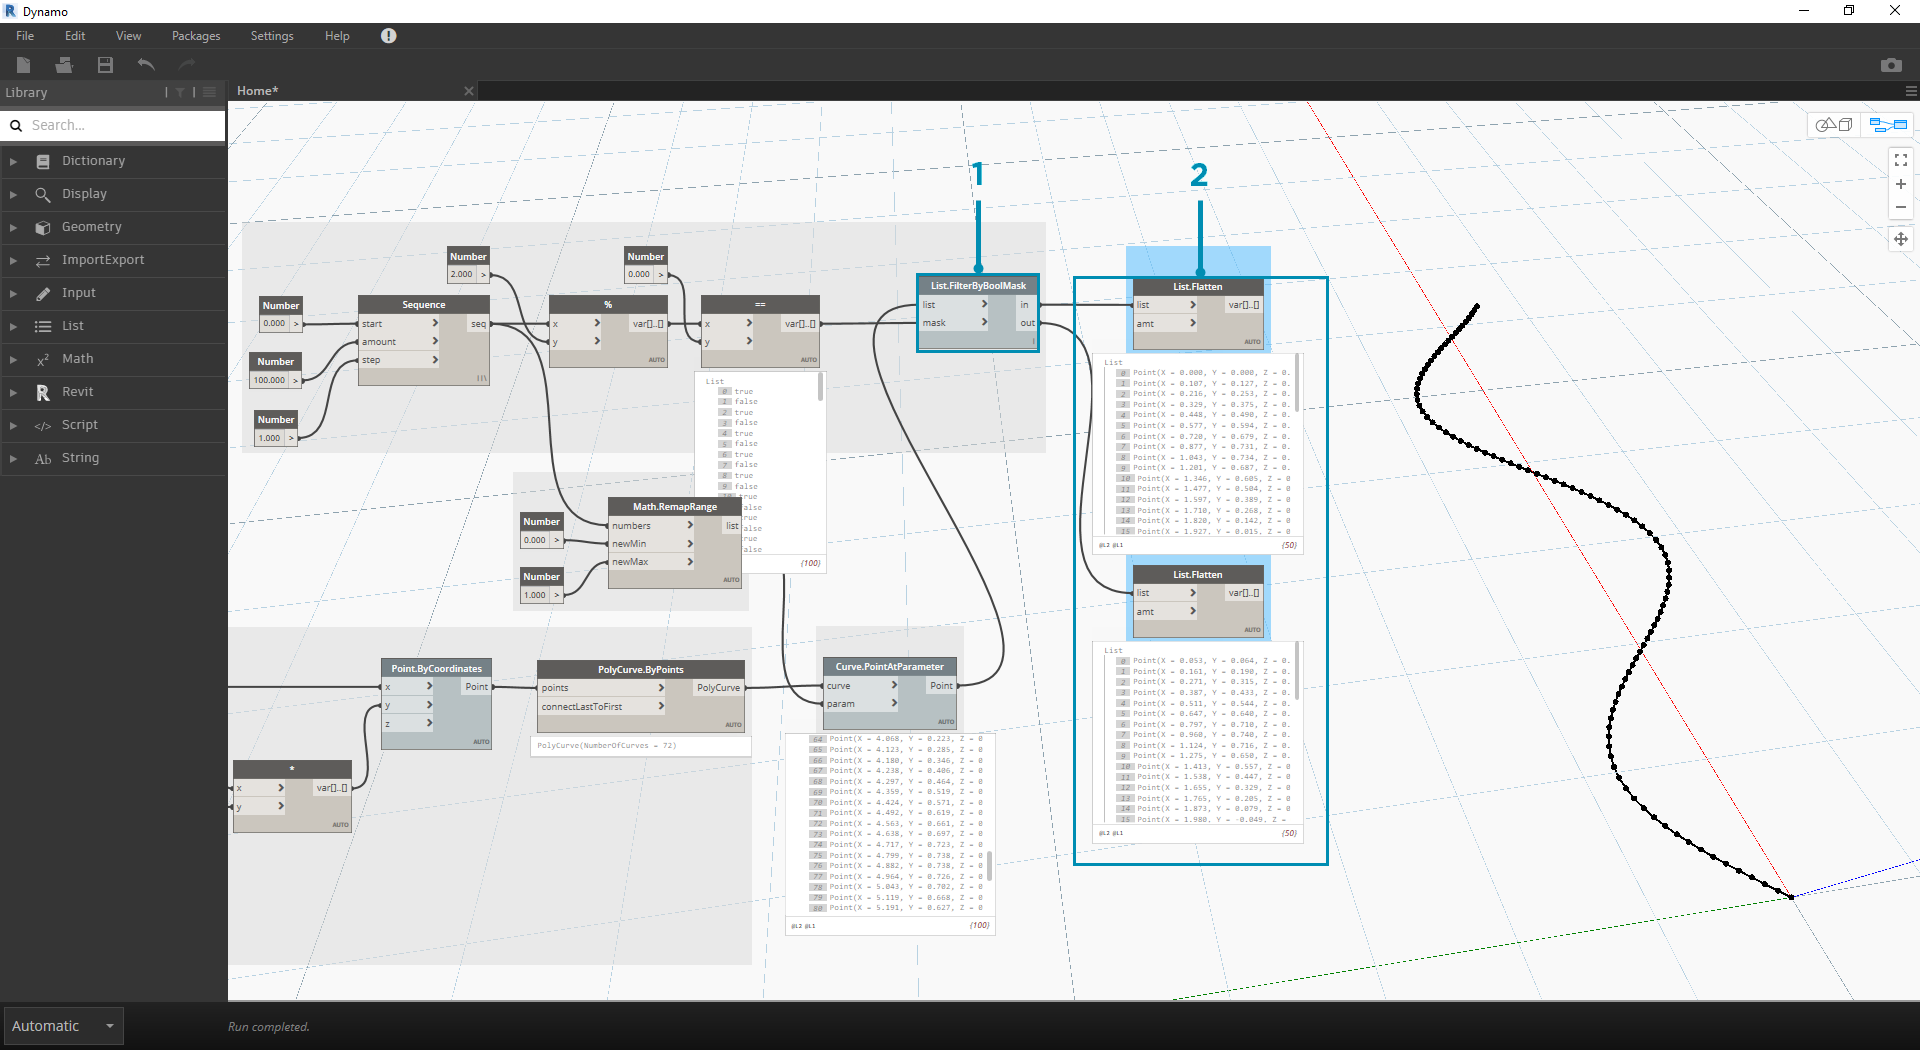 Dynamo
File Edit View Packages Settings Help
Library
Home*
Search...
Dictionary
Display
Geometry
ImportExport
Input
List
Math
Revit
Script
String
1
2
Number
2.000 >
Number
0.000 >
Number
0.000 >
Number
100.000 >
Number
1.000 >
Sequence
start > seq
amount >
step >
%
x > var[]..[]
y >
AUTO
==
x > var[]..[]
y >
AUTO
List.FilterByBoolMask
list > in
mask > out
List.Flatten
list > var[]..[]
amt >
AUTO
List
0 true
1 false
2 true
3 false
4 true
5 false
6 true
7 false
8 true
9 false
10 true
false
true
false
true
false
{100}
Number
0.000 >
Number
1.000 >
Math.RemapRange
numbers > list
newMin >
newMax >
AUTO
List
0 Point(X = 0.000, Y = 0.000, Z = 0.
1 Point(X = 0.107, Y = 0.127, Z = 0.
2 Point(X = 0.216, Y = 0.253, Z = 0.
3 Point(X = 0.329, Y = 0.375, Z = 0.
4 Point(X = 0.448, Y = 0.490, Z = 0.
5 Point(X = 0.577, Y = 0.594, Z = 0.
6 Point(X = 0.720, Y = 0.679, Z = 0.
7 Point(X = 0.877, Y = 0.731, Z = 0.
8 Point(X = 1.043, Y = 0.734, Z = 0.
9 Point(X = 1.201, Y = 0.687, Z = 0.
10 Point(X = 1.346, Y = 0.605, Z = 0.
11 Point(X = 1.477, Y = 0.504, Z = 0.
12 Point(X = 1.597, Y = 0.389, Z = 0.
13 Point(X = 1.710, Y = 0.268, Z = 0.
14 Point(X = 1.820, Y = 0.142, Z = 0.
15 Point(X = 1.927, Y = 0.015, Z = 0.
@L2 @L1 {50}
List.Flatten
list > var[]..[]
amt >
AUTO
List
0 Point(X = 0.053, Y = 0.064, Z = 0.
1 Point(X = 0.161, Y = 0.190, Z = 0.
2 Point(X = 0.271, Y = 0.315, Z = 0.
3 Point(X = 0.387, Y = 0.433, Z = 0.
4 Point(X = 0.511, Y = 0.544, Z = 0.
5 Point(X = 0.647, Y = 0.640, Z = 0.
6 Point(X = 0.797, Y = 0.710, Z = 0.
7 Point(X = 0.960, Y = 0.740, Z = 0.
8 Point(X = 1.124, Y = 0.716, Z = 0.
9 Point(X = 1.275, Y = 0.650, Z = 0.
10 Point(X = 1.413, Y = 0.557, Z = 0.
11 Point(X = 1.538, Y = 0.447, Z = 0.
12 Point(X = 1.655, Y = 0.329, Z = 0.
13 Point(X = 1.765, Y = 0.205, Z = 0.
14 Point(X = 1.873, Y = 0.079, Z = 0.
15 Point(X = 1.980, Y = -0.049, Z =
@L2 @L1 {50}
Point.ByCoordinates
x > Point
y >
z >
AUTO
PolyCurve.ByPoints
points > PolyCurve
connectLastToFirst >
AUTO
PolyCurve(NumberOfCurves = 72)
Curve.PointAtParameter
curve > Point
param >
AUTO
64 Point(X = 4.068, Y = 0.223, Z = 0
65 Point(X = 4.123, Y = 0.285, Z = 0
66 Point(X = 4.180, Y = 0.346, Z = 0
67 Point(X = 4.238, Y = 0.406, Z = 0
68 Point(X = 4.297, Y = 0.464, Z = 0
69 Point(X = 4.359, Y = 0.519, Z = 0
70 Point(X = 4.424, Y = 0.571, Z = 0
71 Point(X = 4.492, Y = 0.619, Z = 0
72 Point(X = 4.563, Y = 0.661, Z = 0
73 Point(X = 4.638, Y = 0.697, Z = 0
74 Point(X = 4.717, Y = 0.723, Z = 0
75 Point(X = 4.799, Y = 0.738, Z = 0
76 Point(X = 4.882, Y = 0.738, Z = 0
77 Point(X = 4.964, Y = 0.726, Z = 0
78 Point(X = 5.043, Y = 0.702, Z = 0
79 Point(X = 5.119, Y = 0.668, Z = 0
80 Point(X = 5.191, Y = 0.627, Z = 0
@L2 @L1 {100}
*
x > var[]..[]
y >
AUTO
Automatic
Run completed.